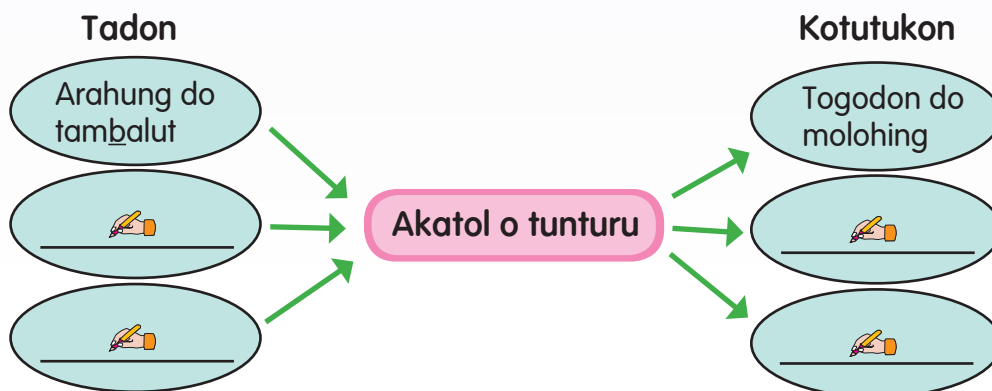 Tadon
Arahung do
tambalut
Akatol o tunturu
Kotutukon
Togodon do
molohing